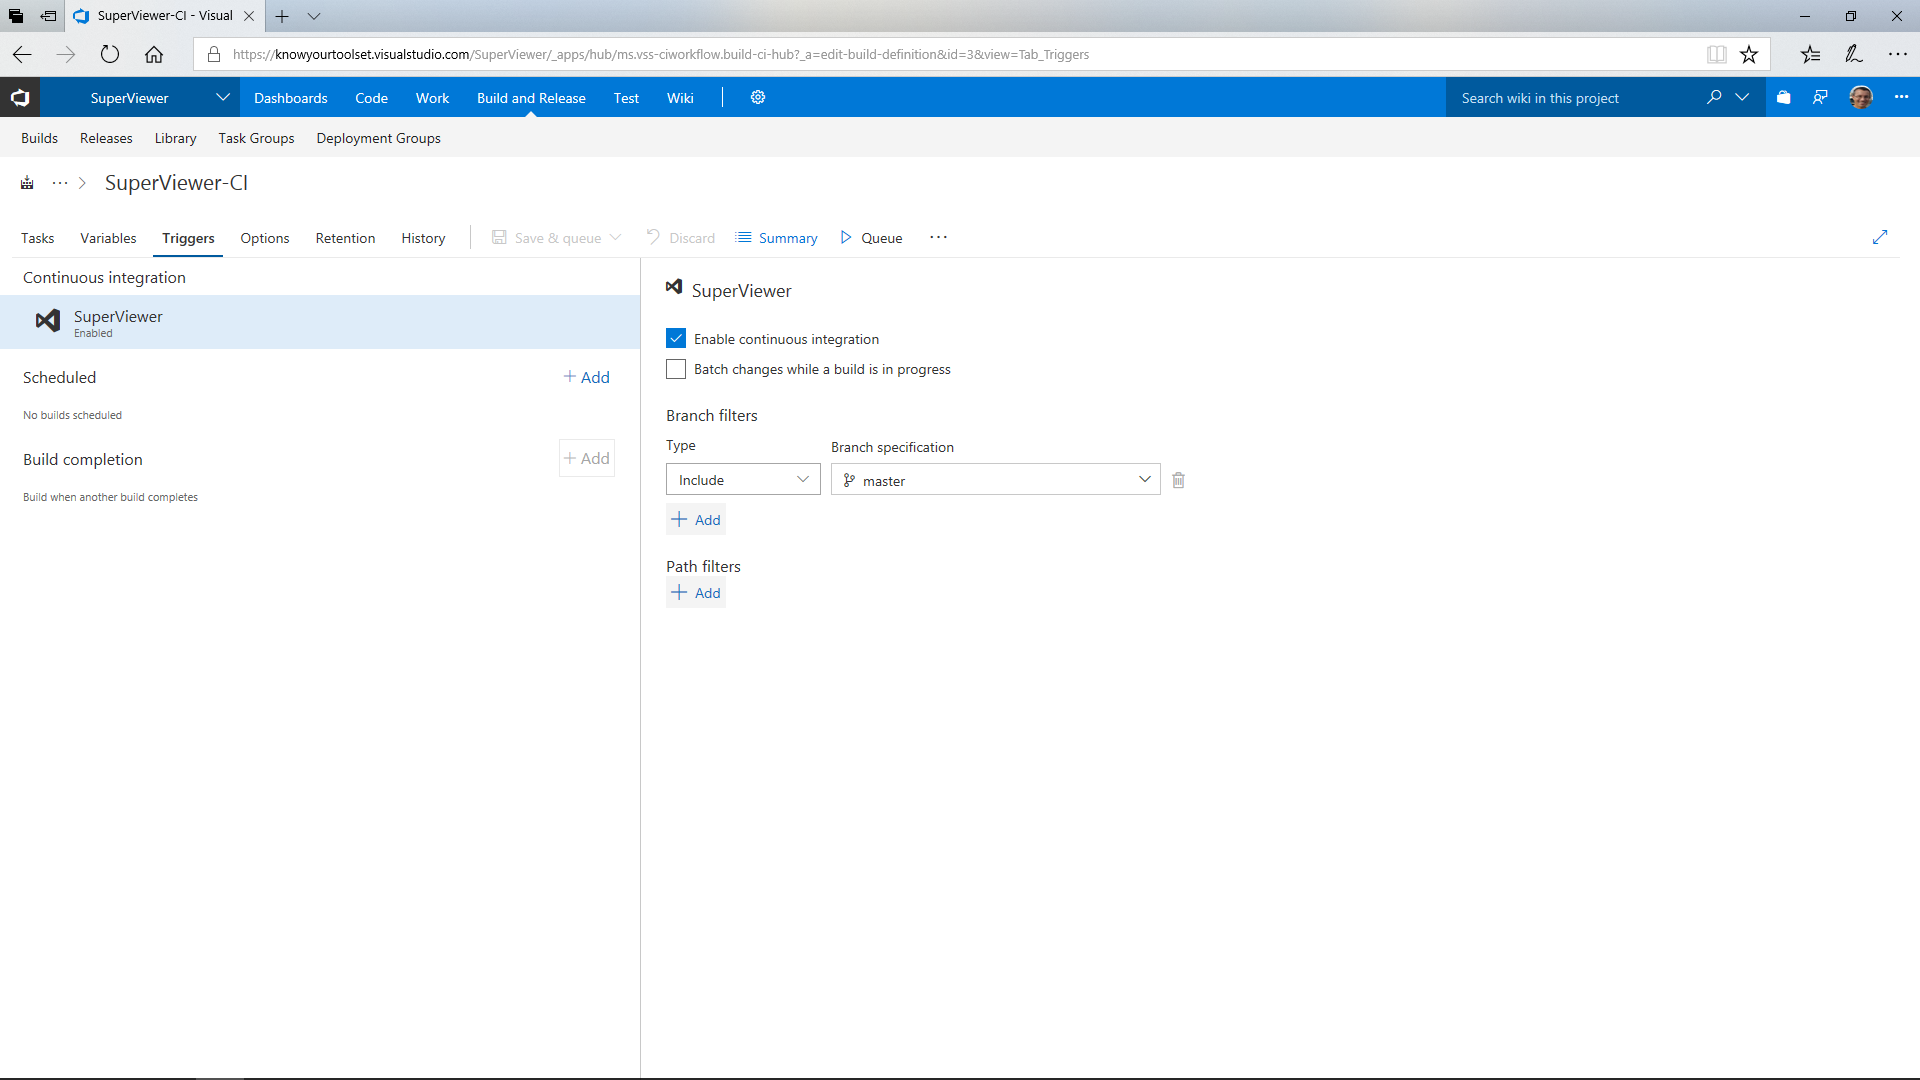 SuperViewer-CI - Visual
https://knowyourtoolset.visualstudio.com/SuperViewer/_apps/hub/ms.vss-ciworkflow.build-ci-hub?_a=edit-build-definition&id=3&view=Tab_Triggers
SuperViewer Dashboards Code Work Build and Release Test Wiki Search wiki in this project
Builds Releases Library Task Groups Deployment Groups
... > SuperViewer-CI
Tasks Variables Triggers Options Retention History Save & queue Discard Summary Queue ...
Continuous integration
SuperViewer
Enabled
Scheduled + Add
No builds scheduled
Build completion + Add
Build when another build completes
SuperViewer
Enable continuous integration
Batch changes while a build is in progress
Branch filters
Type Branch specification
Include master
+ Add
Path filters
+ Add